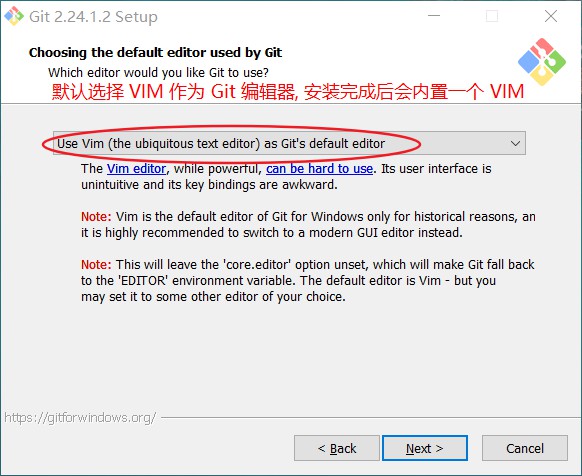 Git 2.24.1.2 Setup
Choosing the default editor used by Git
Which editor would you like Git to use?
默认选择 VIM 作为 Git 编辑器, 安装完成后会内置一个 VIM
Use Vim (the ubiquitous text editor) as Git's default editor
The Vim editor, while powerful, can be hard to use. Its user interface is
unintuitive and its key bindings are awkward.
Note: Vim is the default editor of Git for Windows only for historical reasons, an
it is highly recommended to switch to a modern GUI editor instead.
Note: This will leave the 'core.editor' option unset, which will make Git fall back
to the 'EDITOR' environment variable. The default editor is Vim - but you
may set it to some other editor of your choice.
https://gitforwindows.org/
< Back
Next >
Cancel